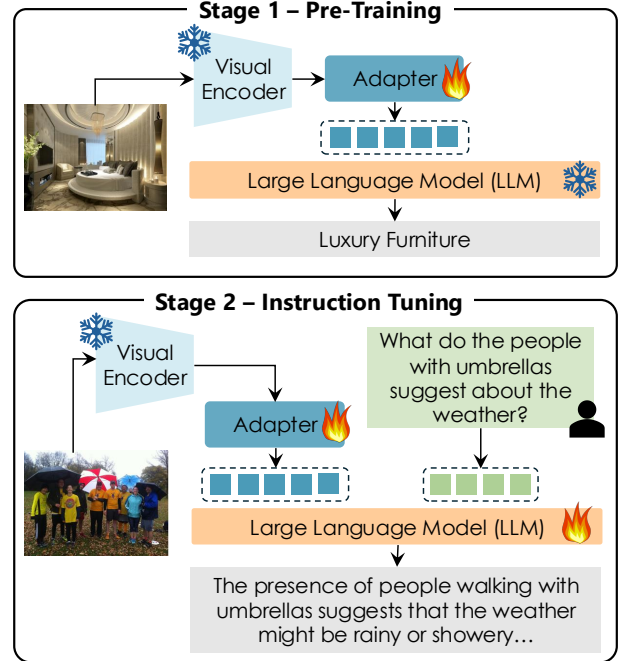 Stage 1 – Pre-Training
Visual
Encoder
Adapter
Large Language Model (LLM)
Luxury Furniture
Stage 2 – Instruction Tuning
Visual
Encoder
What do the people
with umbrellas
suggest about the
weather?
Adapter
Large Language Model (LLM)
The presence of people walking with
umbrellas suggests that the weather
might be rainy or showery...